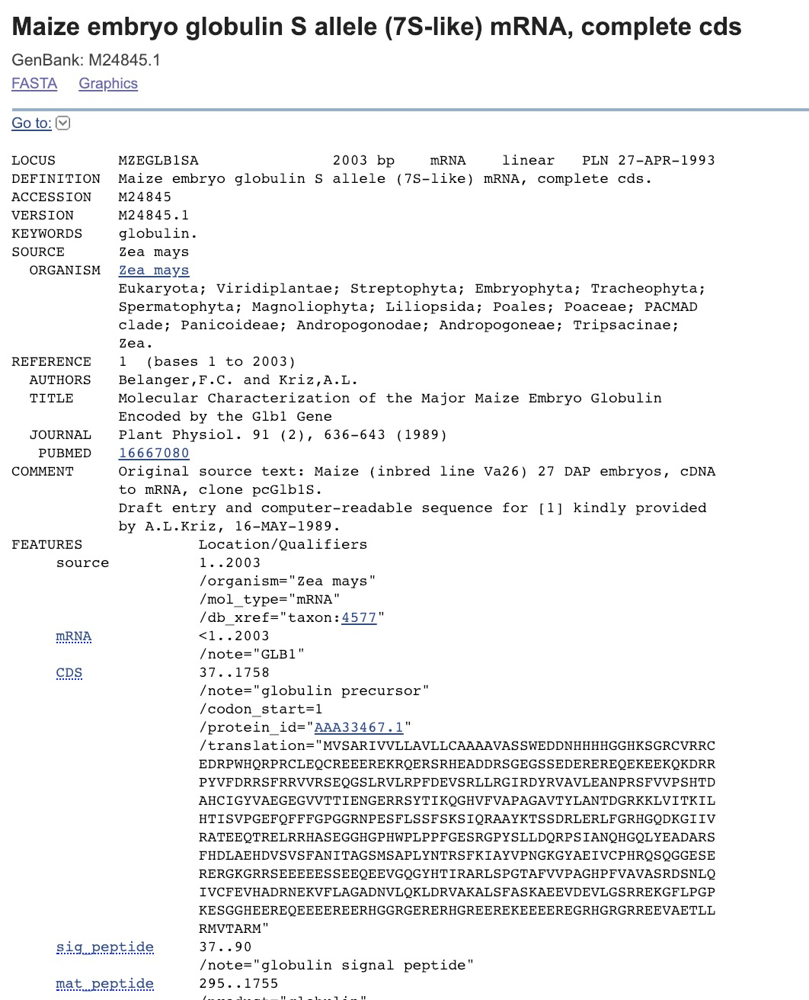 Maize embryo globulin S allele (7S-like) mRNA, complete cds
GenBank: M24845.1
FASTA Graphics
Go to:
LOCUS MZEGLB1SA 2003 bp mRNA linear PLN 27-APR-1993
DEFINITION Maize embryo globulin S allele (7S-like) mRNA, complete cds.
ACCESSION M24845
VERSION M24845.1
KEYWORDS globulin.
SOURCE Zea mays
ORGANISM Zea mays
Eukaryota; Viridiplantae; Streptophyta; Embryophyta; Tracheophyta;
Spermatophyta; Magnoliophyta; Liliopsida; Poales; Poaceae; PACMAD
clade; Panicoideae; Andropogonodae; Andropogoneae; Tripsacinae;
Zea.
REFERENCE 1 (bases 1 to 2003)
AUTHORS Belanger,F.C. and Kriz,A.L.
TITLE Molecular Characterization of the Major Maize Embryo Globulin
Encoded by the Glb1 Gene
JOURNAL Plant Physiol. 91 (2), 636-643 (1989)
PUBMED 16667080
COMMENT Original source text: Maize (inbred line Va26) 27 DAP embryos, cDNA
to mRNA, clone pcGlb1S.
Draft entry and computer-readable sequence for [1] kindly provided
by A.L.Kriz, 16-MAY-1989.
FEATURES Location/Qualifiers
source 1..2003
/organism="Zea mays"
/mol_type="mRNA"
/db_xref="taxon:4577"
mRNA <1..2003
/note="GLB1"
CDS 37..1758
/note="globulin precursor"
/codon_start=1
/protein_id="AAA33467.1"
/translation="MVSARIVVLLAVLLCAAAAVASSWEDDNHHHHGGHKSGRCVRRC
EDRPWHQRPRCLEQCREEEREKRQERSRHEADDRSGEGSSEDEREREQEKEEKQKDRR
PYVFDRRSFRRVVRSEQGSLRVLRPFDEVSRLLRGIRDYRVAVLEANPRSFVVPSHTD
AHCIGYVAEGEGVVTTIENGERRSYTIKQGHVFVAPAGAVTYLANTDGRKKLVITKIL
HTISVPGEFQFFFGPGGRNPESFLSSFSKSIQRAAYKTSSDRLERLFGRHGQDKGIIV
RATEEQTRELRRHASEGGHGPHWPLPPFGESRGPYSLLDQRPSIANQHGQLYEADARS
FHDLAEHDVSVSFANITAGSMSAPLYNTRSFKIAYVPNGKGYAEIVCPHRQSQGGESE
RERGKGRRSEEEEESSEEQEEVGQGYHTIRARLSPGTAFVVPAGHPFVAVASRDSNLQ
IVCFEVHADRNEKVFLAGADNVLQKLDRVAKALSFASKAEEVDEVLGSRREKGFLPGP
KESGGHEEREQEEEEREERHGGRGERERHGREEREKEEEEREGRHGRGRREEVAETLL
RMVTARM"
sig_peptide 37..90
/note="globulin signal peptide"
mat_peptide 295..1755
/product="globulin"